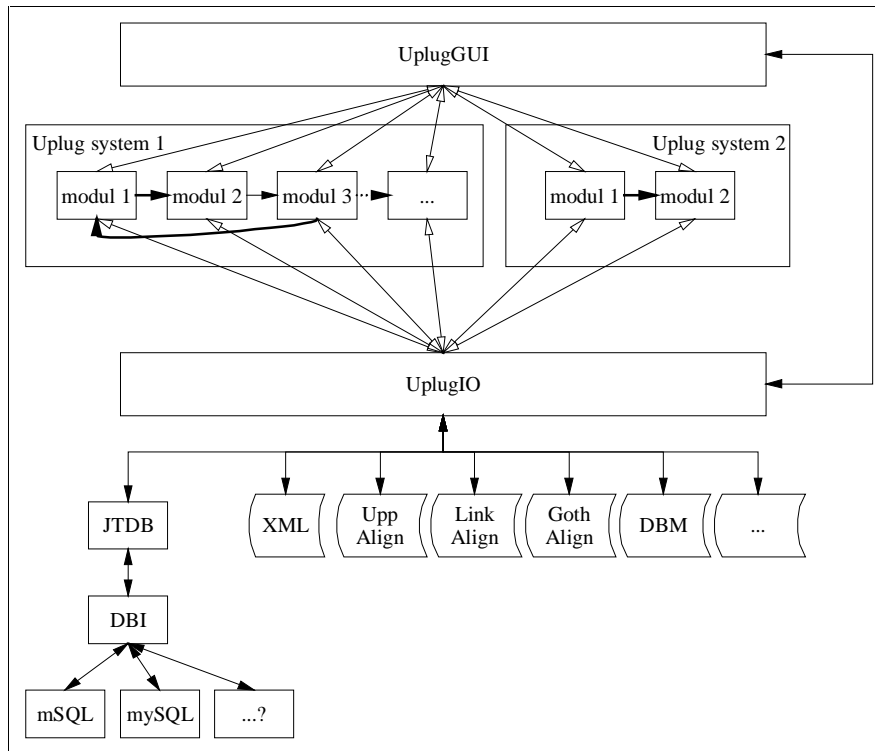 UplugGUI
Uplug system 1
Uplug system 2
modul 1
modul 2
modul 3
...
...
modul 1
modul 2
UplugIO
JTDB
XML
Upp
Align
Link
Align
Goth
Align
DBM
...
DBI
mSQL
mySQL
...?